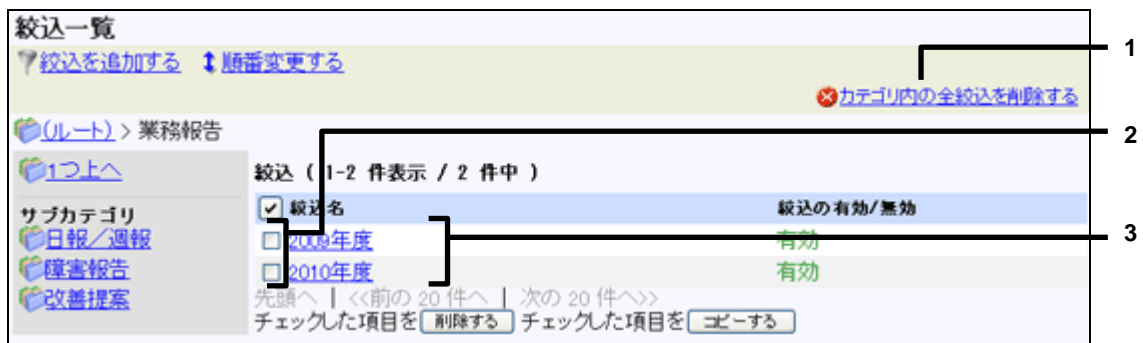 絞込一覧
絞込を追加する 順番変更する
1
カテゴリ内の全絞込を削除する
(ルート) > 業務報告
2
1つ上へ
絞込 ( 1-2 件表示 / 2 件中 )
サブカテゴリ
絞込名 絞込の有効/無効
日報/週報
2009年度 有効
3
障害報告
2010年度 有効
改善提案
先頭へ | <<前の 20 件へ | 次の 20 件へ>>
チェックした項目を 削除する チェックした項目を コピーする